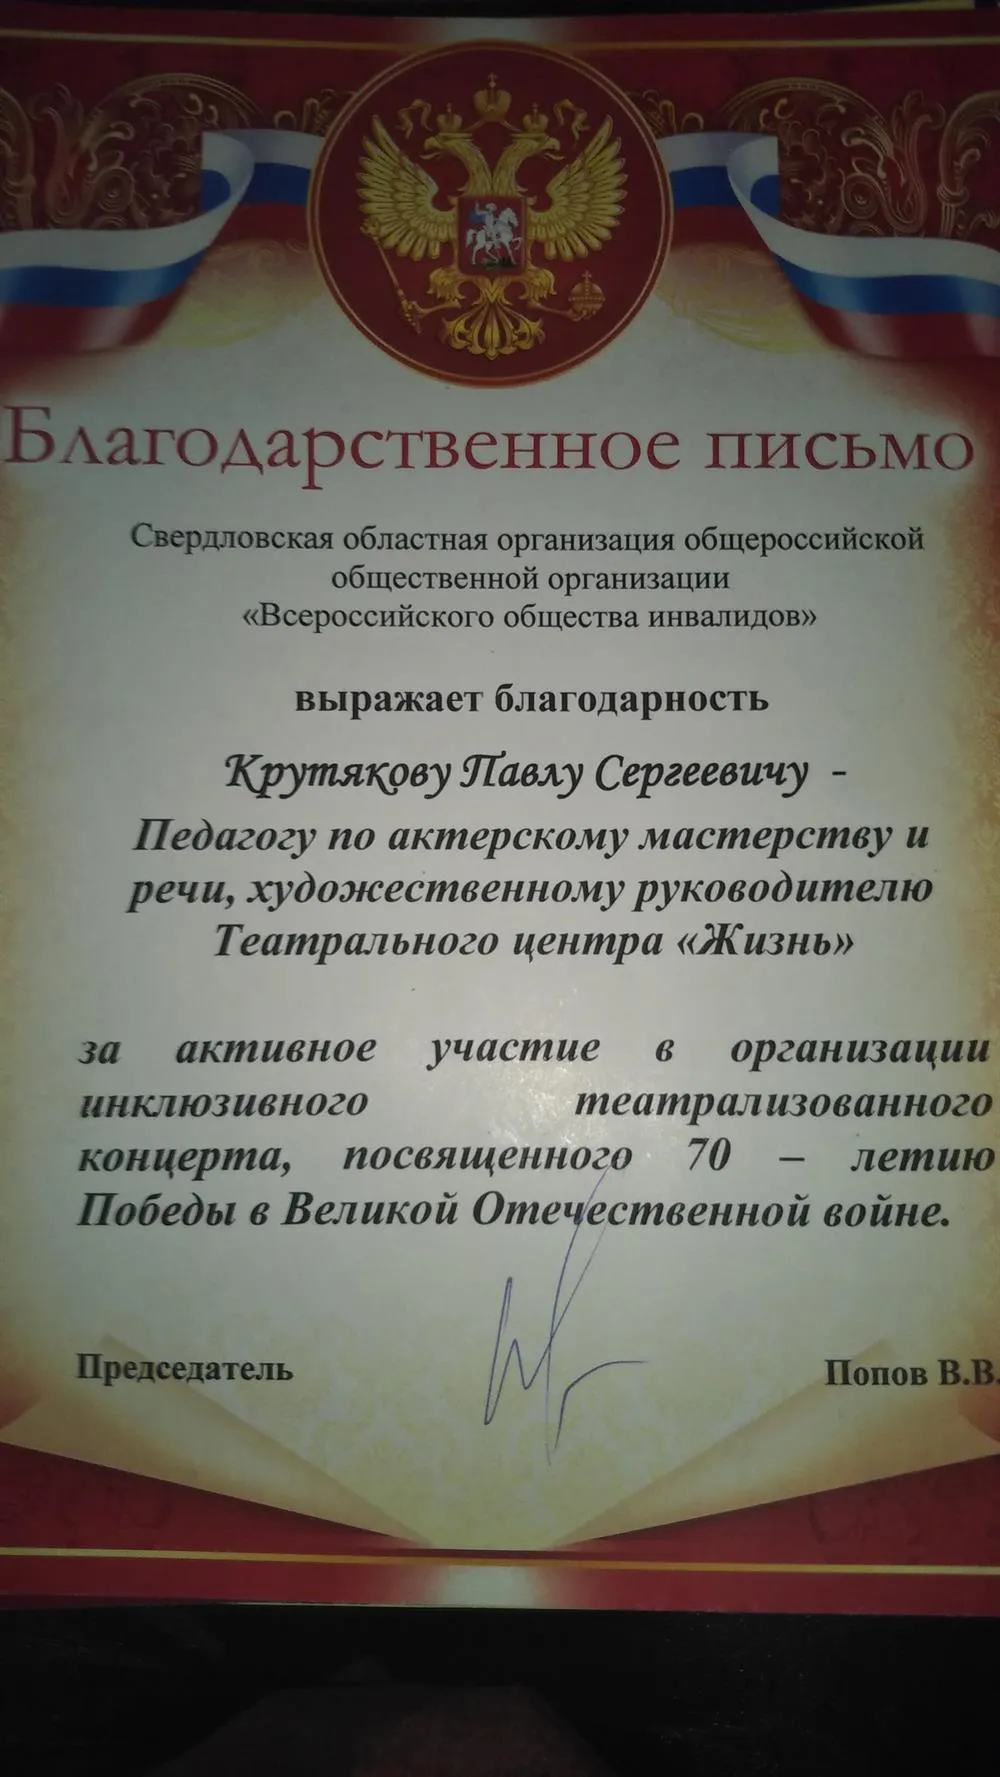 Благодарственное письмо
Свердловская областная организация общероссийской
общественной организации
«Всероссийского общества инвалидов»
выражает благодарность
Крутякову Павлу Сергеевичу -
Педагогу по актерскому мастерству и
речи, художественному руководителю
Театрального центра «Жизнь»
за активное участие в организации
инклюзивного театрализованного
концерта, посвященного 70 – летию
Победы в Великой Отечественной войне.
Председатель Попов В.В.